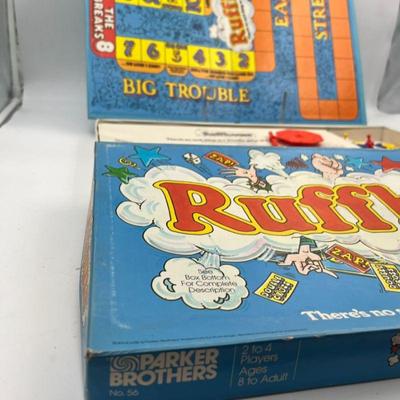 THE
BREAKS
8
Ruff
EA
STRE
7 6 5 4 3 2
BIG TROUBLE
ZAP!
Ruff
ZAP!
See
Box Bottom
For Complete
Description
There's no
PARKER
BROTHERS
No. 56
2 to 4
Players
Ages
8 to Adult